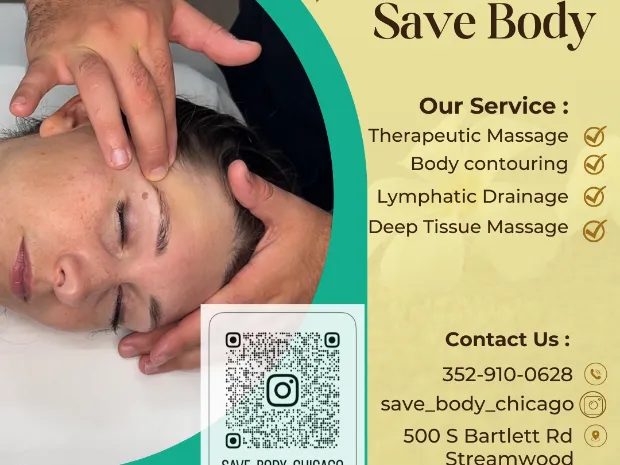 Save Body
Our Service :
Therapeutic Massage
Body contouring
Lymphatic Drainage
Deep Tissue Massage
Contact Us :
352-910-0628
save_body_chicago
500 S Bartlett Rd
Streamwood
SAVE_BODY_CHICAGO